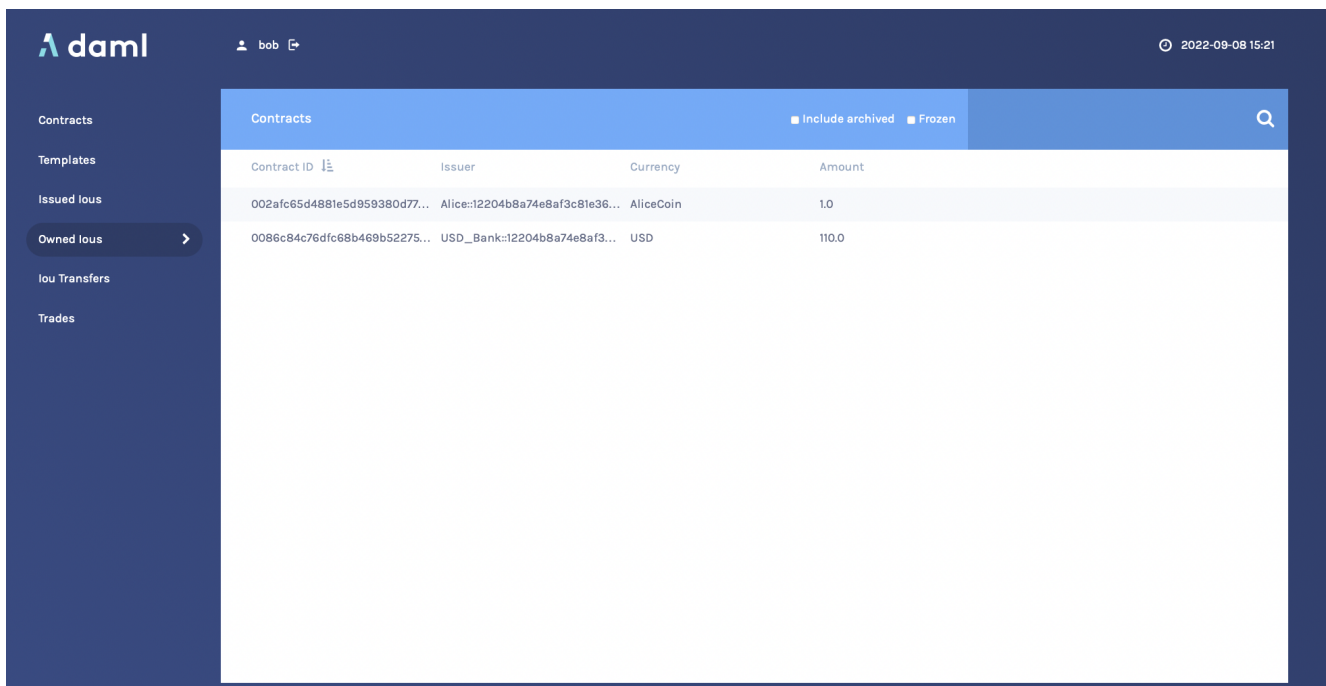 daml
bob
2022-09-08 15:21
Contracts
Templates
Issued Ious
Owned Ious
Iou Transfers
Trades
Contracts
Include archived
Frozen
Contract ID Issuer Currency Amount
002afc65d4881e5d959380d77... Alice::12204b8a74e8af3c81e36... AliceCoin 1.0
0086c84c76dfc68b469b52275... USD_Bank::12204b8a74e8af3... USD 110.0